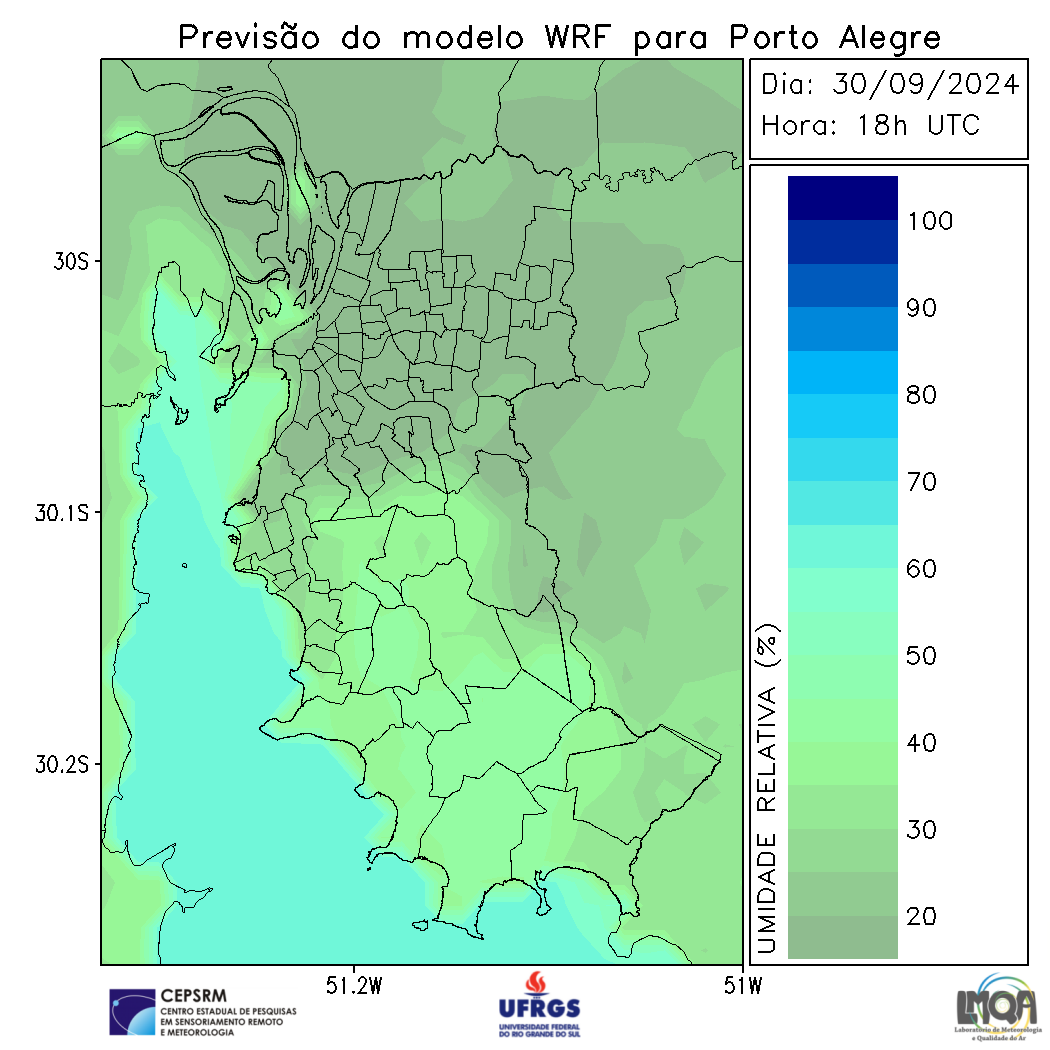 Previsão do modelo WRF para Porto Alegre
Dia: 30/09/2024
Hora: 18h UTC
100
90
80
70
60
50
40
30
20
UMIDADE RELATIVA (%)
30S
30.1S
30.2S
51.2W
51W
CEPSRM
CENTRO ESTADUAL DE PESQUISAS
EM SENSORIAMENTO REMOTO
E METEOROLOGIA
UFRGS
UNIVERSIDADE FEDERAL
DO RIO GRANDE DO SUL
LMQA
Laboratório de Meteorologia
e Qualidade do Ar